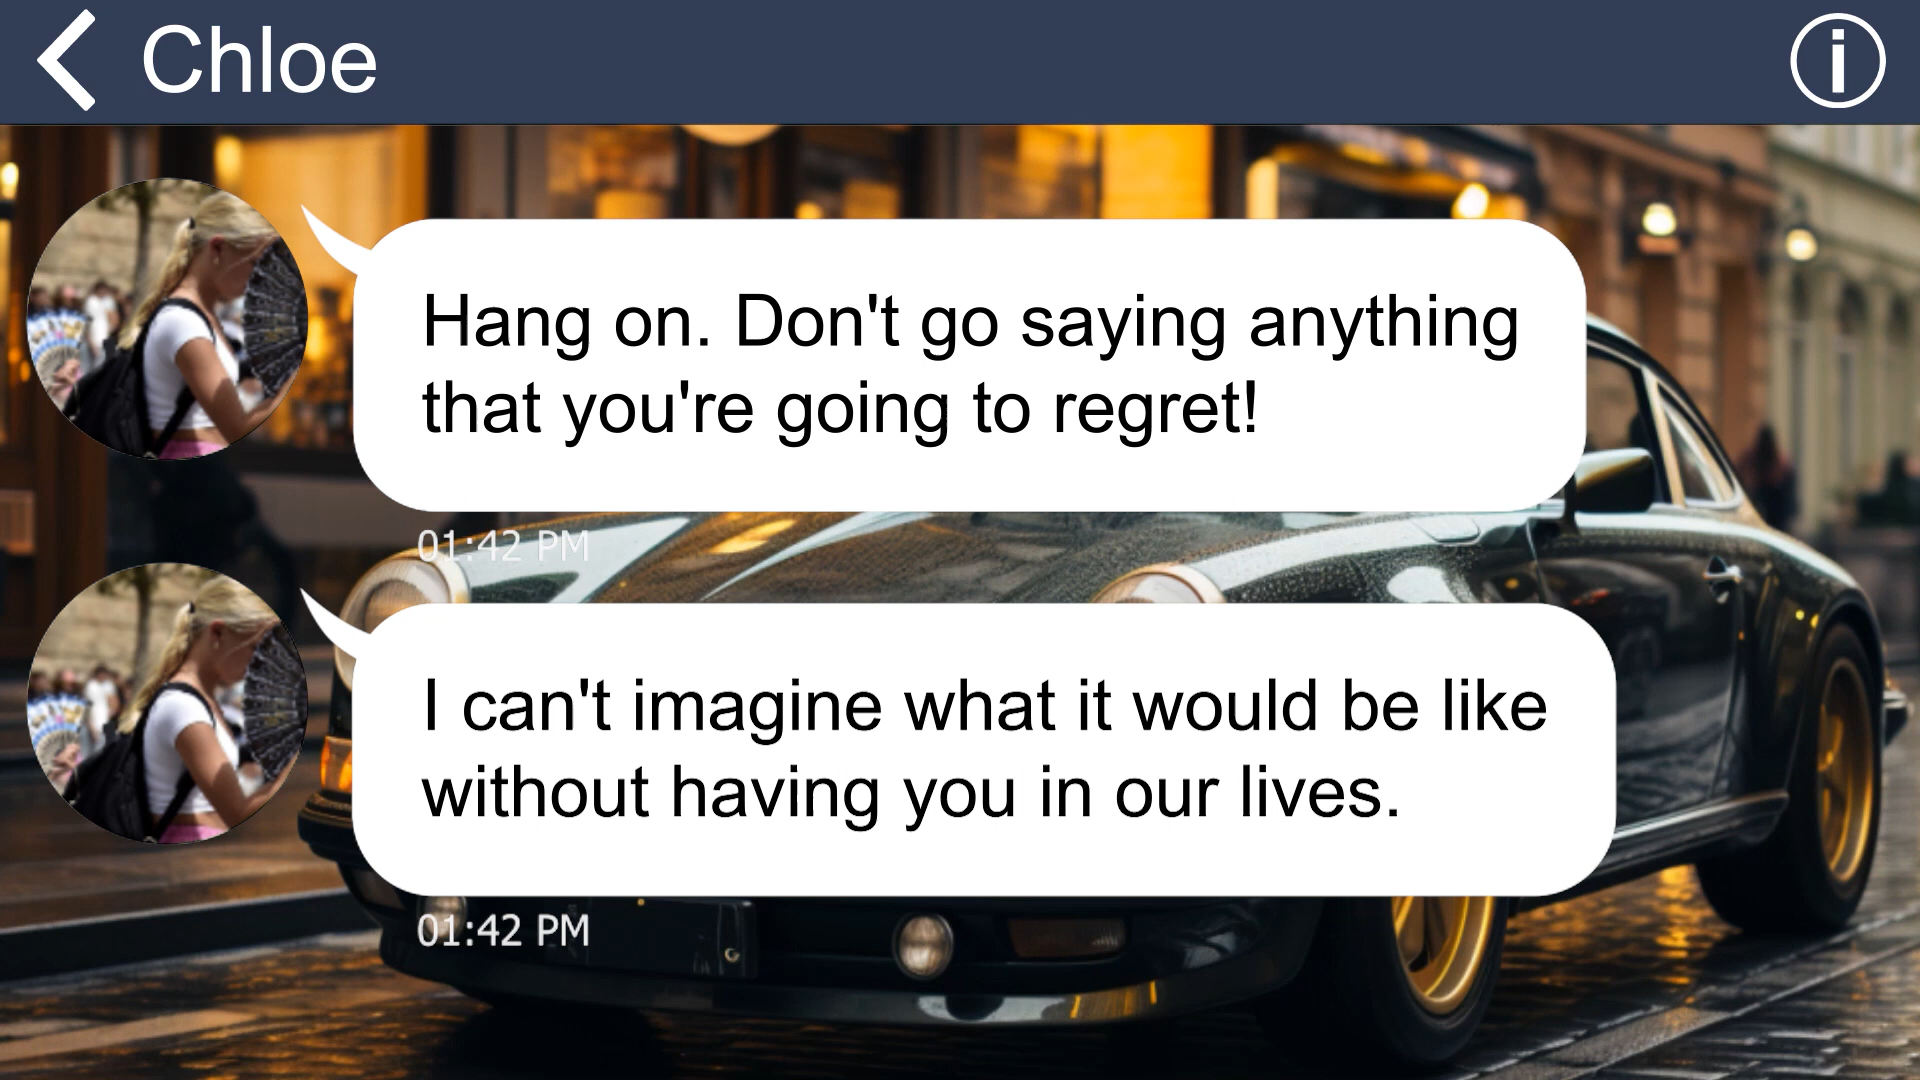 Chloe
Hang on. Don't go saying anything
that you're going to regret!
01:42 PM
I can't imagine what it would be like
without having you in our lives.
01:42 PM